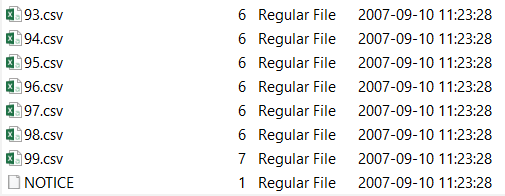 93.csv 6 Regular File 2007-09-10 11:23:28
94.csv 6 Regular File 2007-09-10 11:23:28
95.csv 6 Regular File 2007-09-10 11:23:28
96.csv 6 Regular File 2007-09-10 11:23:28
97.csv 6 Regular File 2007-09-10 11:23:28
98.csv 6 Regular File 2007-09-10 11:23:28
99.csv 7 Regular File 2007-09-10 11:23:28
NOTICE 1 Regular File 2007-09-10 11:23:28